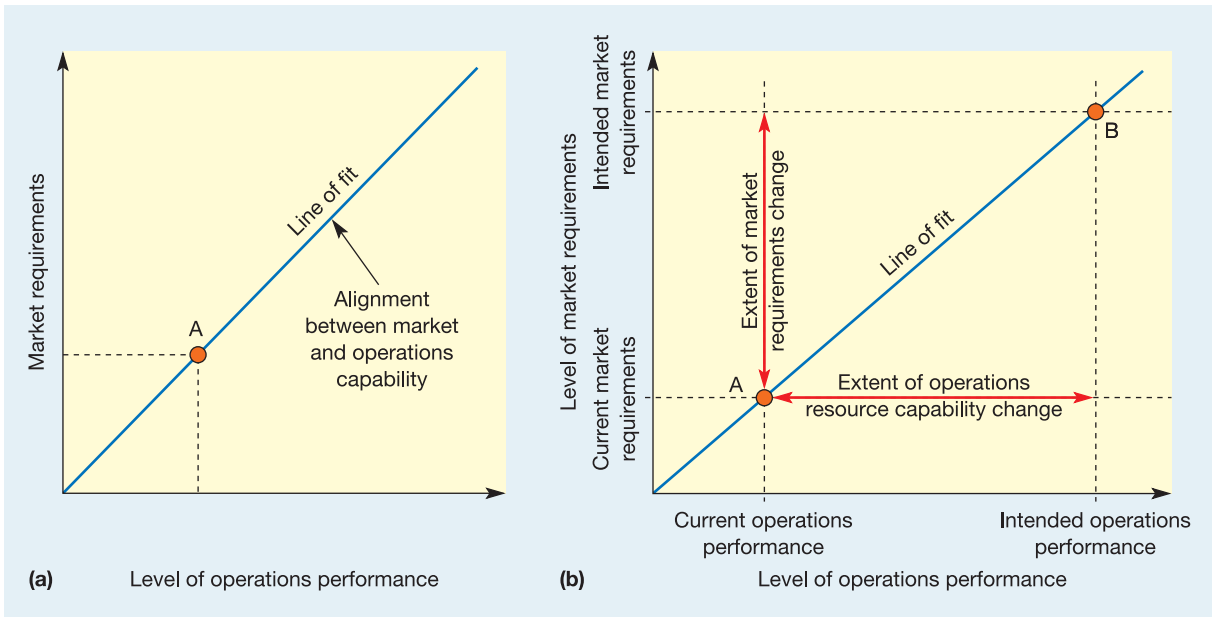 Market requirements
Line of fit
A
Alignment
between market
and operations
capability
(a)
Level of operations performance
Level of market requirements
Intended market
requirements
Current market
requirements
Extent of market
requirements change
Line of fit
A
B
Extent of operations
resource capability change
Current operations
performance
Intended operations
performance
(b)
Level of operations performance